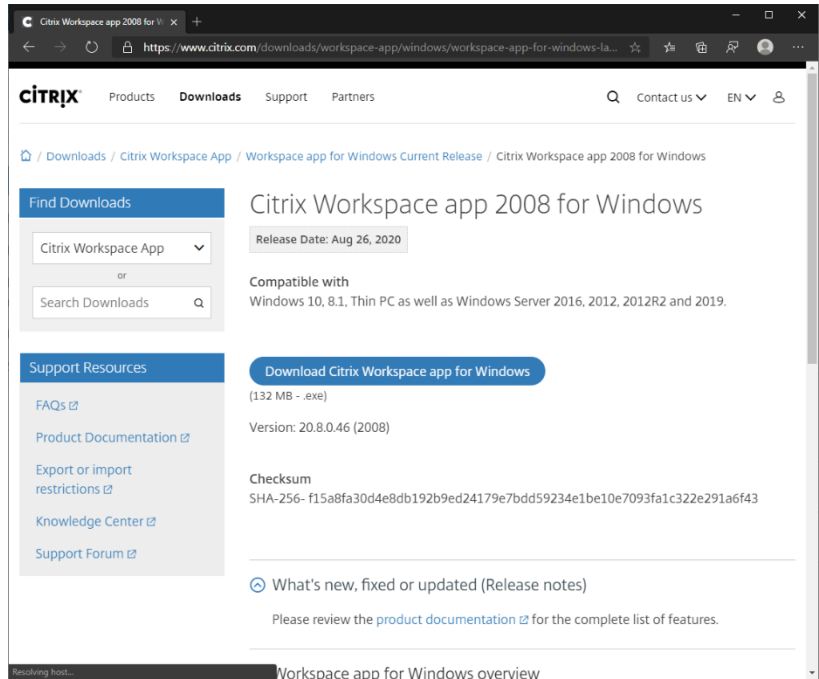 Citrix Workspace app 2008 for W
https://www.citrix.com/downloads/workspace-app/windows/workspace-app-for-windows-la...
CİTRIX
Products Downloads Support Partners Contact us EN
/ Downloads / Citrix Workspace App / Workspace app for Windows Current Release / Citrix Workspace app 2008 for Windows
Find Downloads
Citrix Workspace App
or
Search Downloads
Support Resources
FAQs
Product Documentation
Export or import
restrictions
Knowledge Center
Support Forum
Citrix Workspace app 2008 for Windows
Release Date: Aug 26, 2020
Compatible with
Windows 10, 8.1, Thin PC as well as Windows Server 2016, 2012, 2012R2 and 2019.
Download Citrix Workspace app for Windows
(132 MB - .exe)
Version: 20.8.0.46 (2008)
Checksum
SHA-256- f15a8fa30d4e8db192b9ed24179e7bdd59234e1be10e7093fa1c322e291a6f43
What's new, fixed or updated (Release notes)
Please review the product documentation for the complete list of features.
Workspace app for Windows overview
Resolving host...